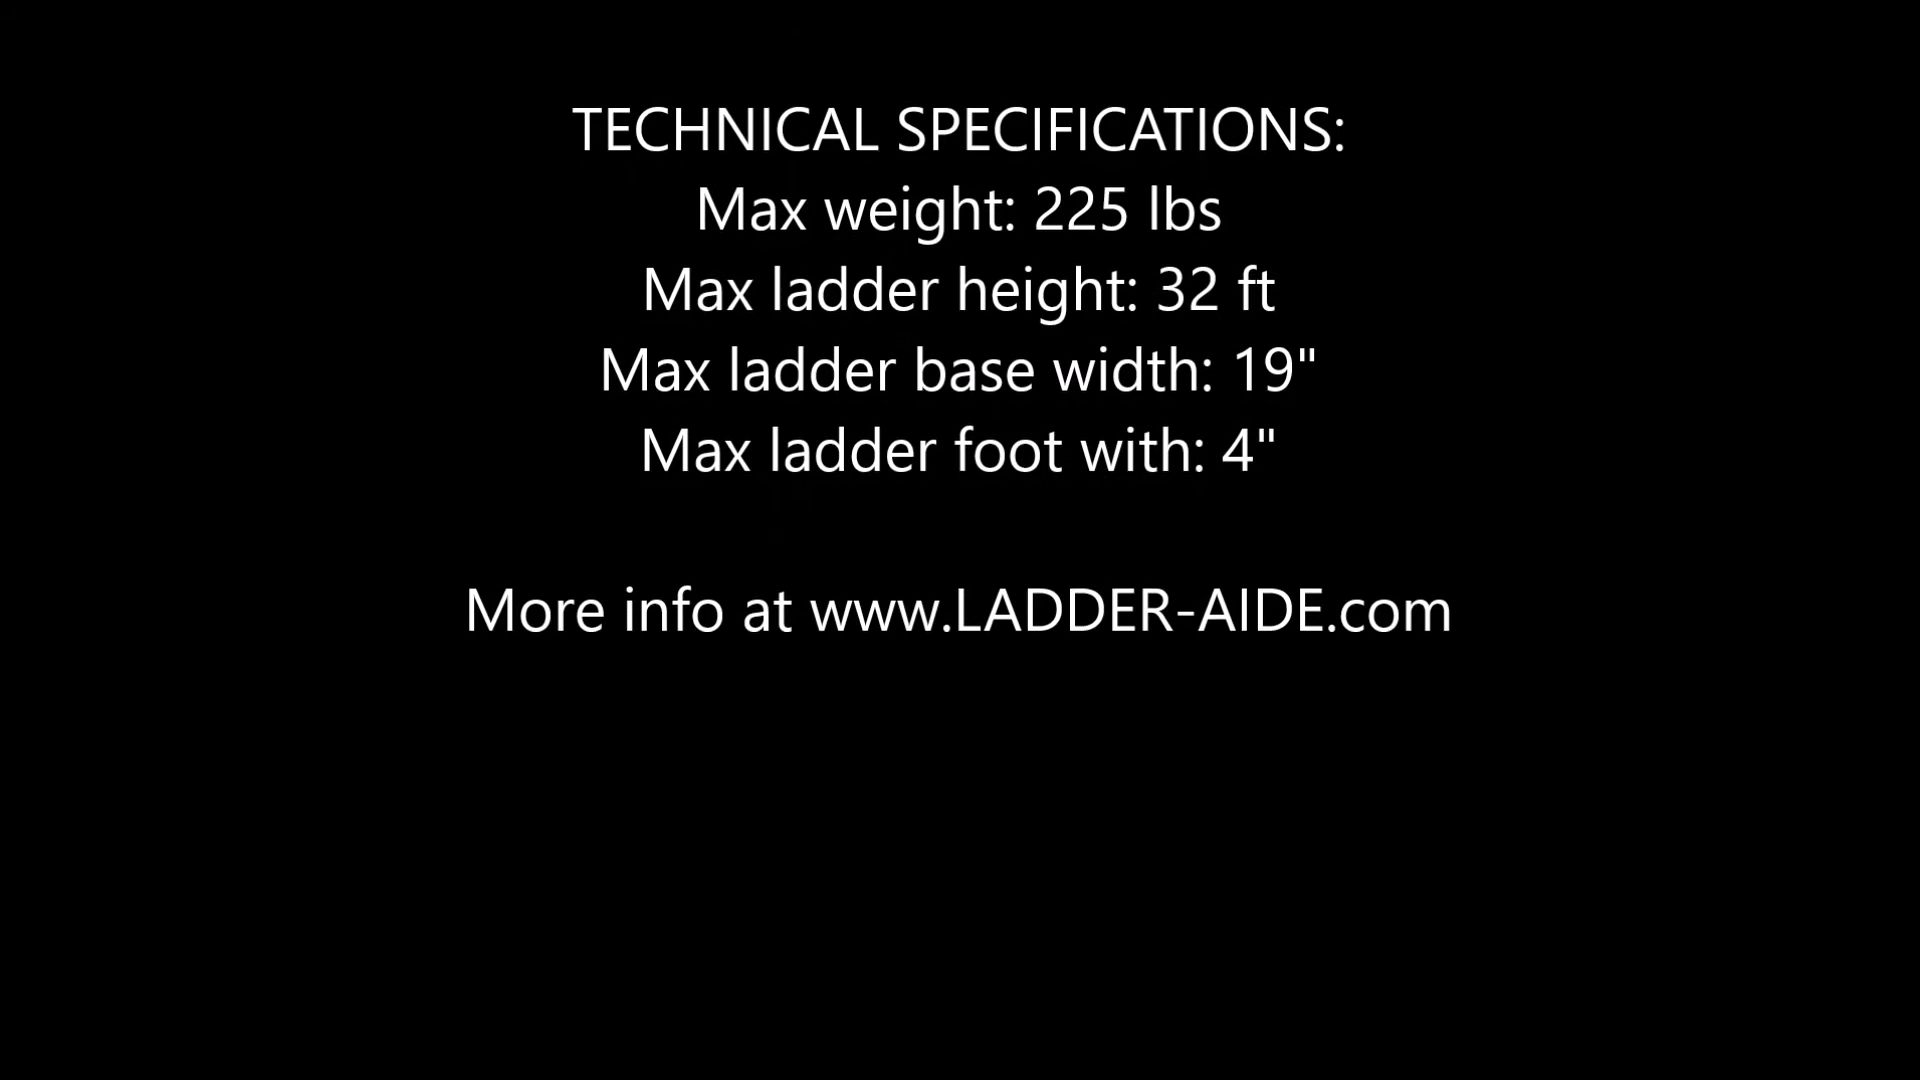 TECHNICAL SPECIFICATIONS:
Max weight: 225 lbs
Max ladder height: 32 ft
Max ladder base width: 19"
Max ladder foot with: 4"
More info at www.LADDER-AIDE.com